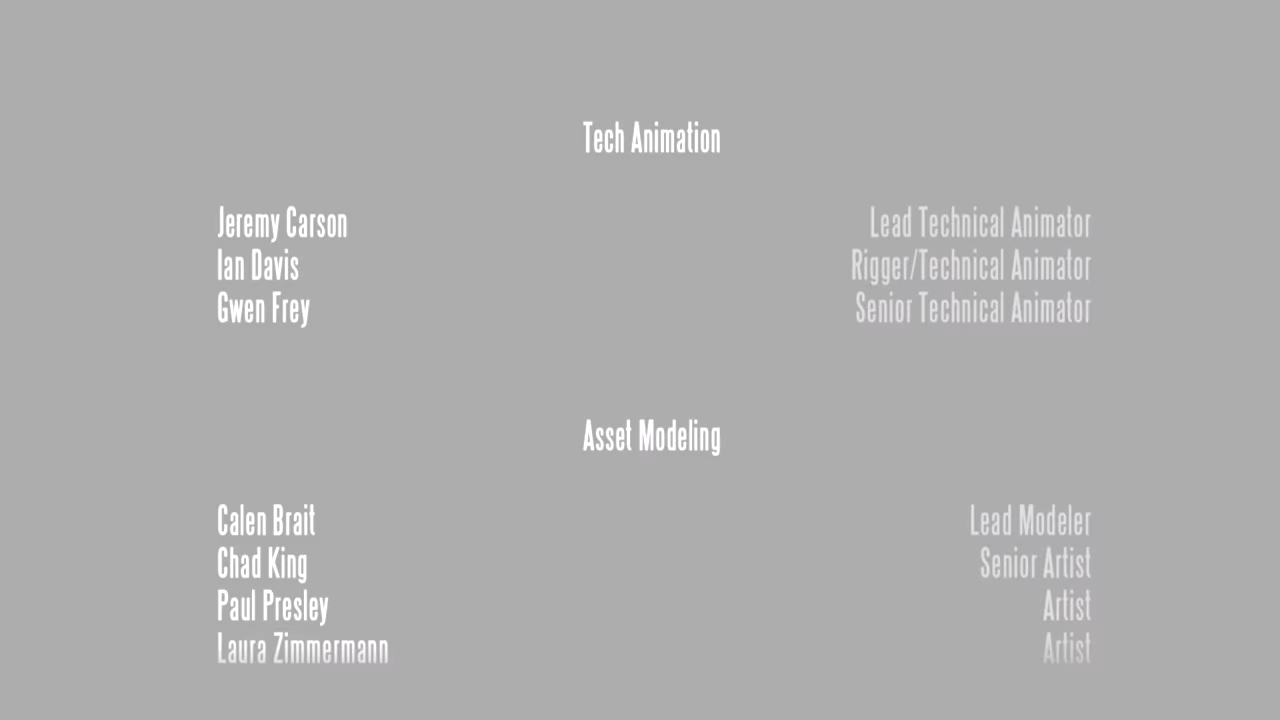 Tech Animation
Jeremy Carson Lead Technical Animator
Ian Davis Rigger/Technical Animator
Gwen Frey Senior Technical Animator
Asset Modeling
Calen Brait Lead Modeler
Chad King Senior Artist
Paul Presley Artist
Laura Zimmermann Artist